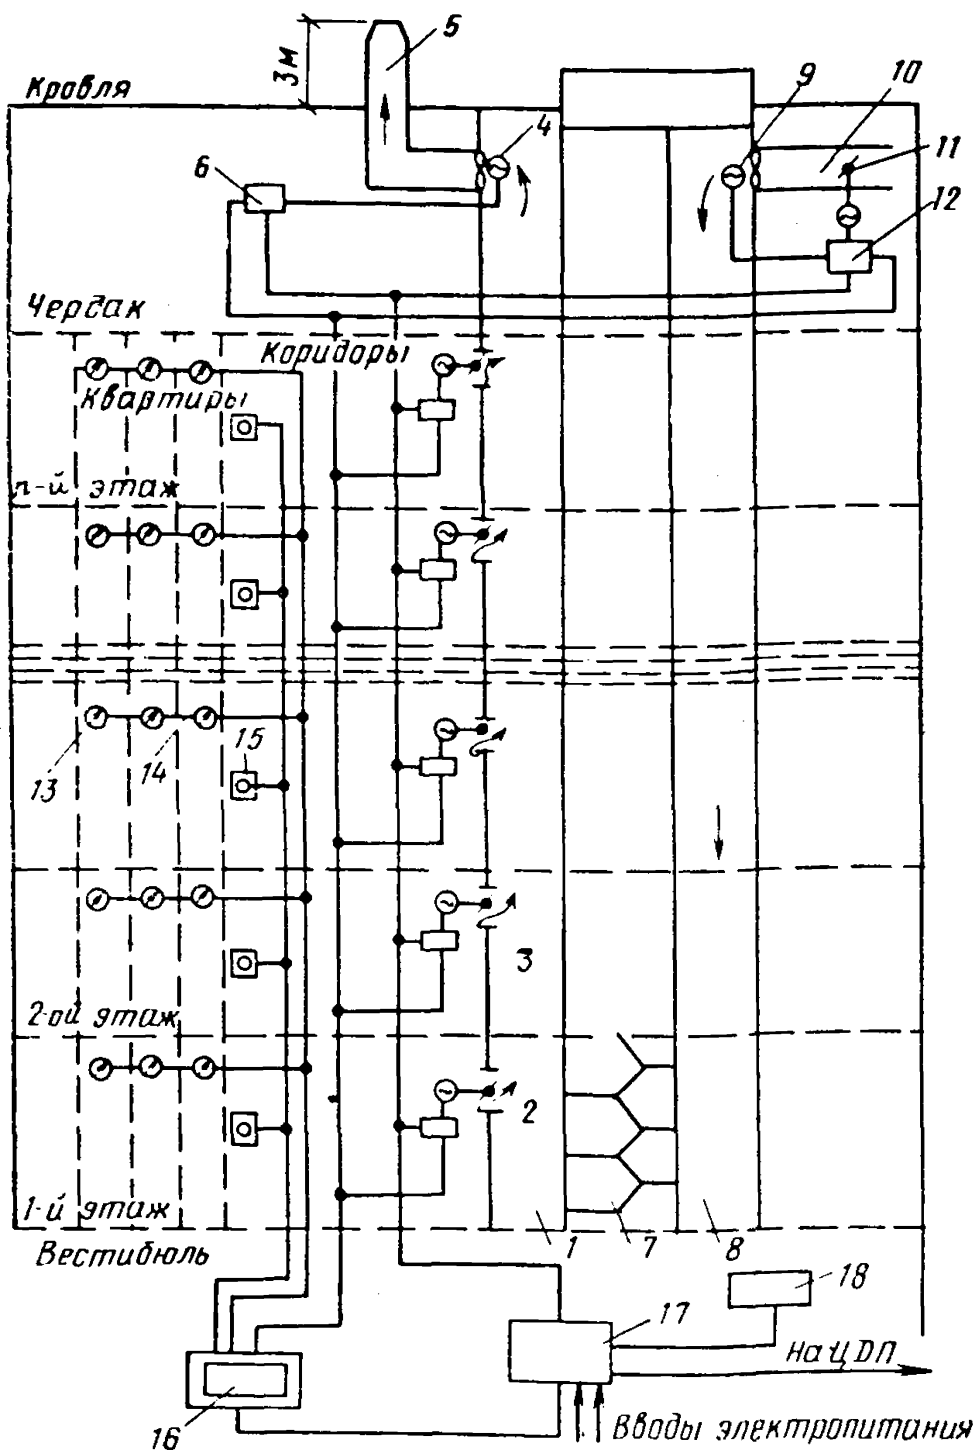 5
3м
Кровля
4
9
10
11
6
12
Чердак
Коридоры
Квартиры
п-й этаж
13
14
15
3
2-ой этаж
2
1-й этаж
1
7
8
Вестибюль
18
17
На ЦДП
16
Вводы электропитания